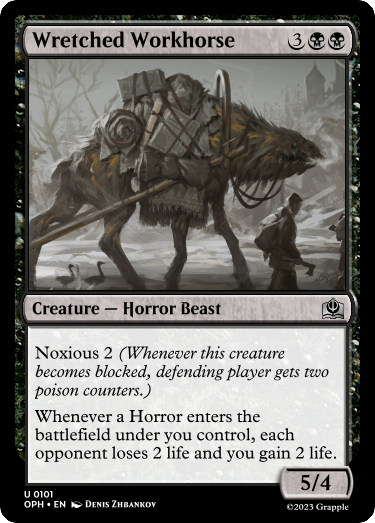 Wretched Workhorse 3
Creature — Horror Beast
Noxious 2 (Whenever this creature
becomes blocked, defending player gets two
poison counters.)
Whenever a Horror enters the
battlefield under you control, each
opponent loses 2 life and you gain 2 life.
5/4
U 0101
OPH • EN DENIS ZHBANKOV
©2023 Grapple